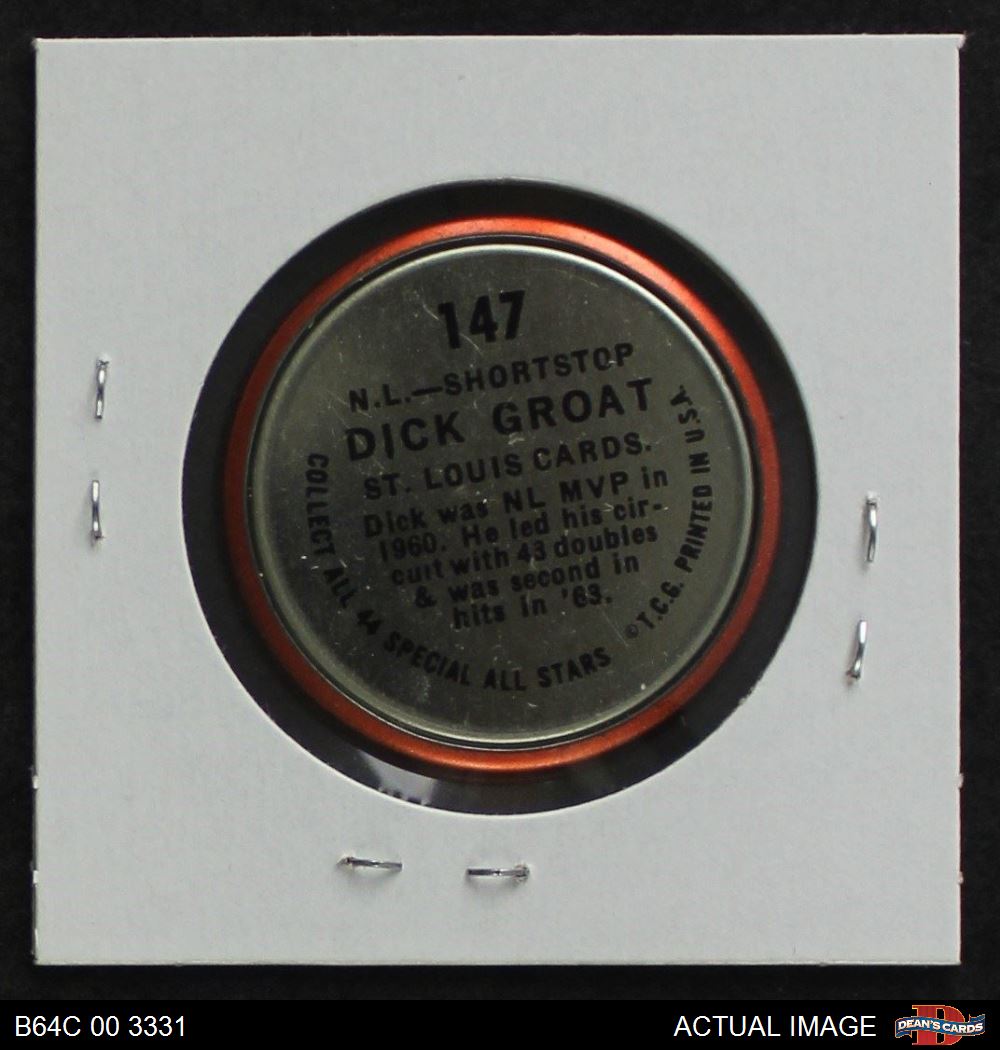 147
N.L.—SHORTSTOP
DICK GROAT
ST. LOUIS CARDS.
Dick was NL MVP in
1960. He led his cir-
cuit with 43 doubles
& was second in
hits in '63.
COLLECT ALL 44 SPECIAL ALL STARS
©T.C.G. PRINTED IN U.S.A.
B64C 00 3331
ACTUAL IMAGE
D
DEAN'S CARDS